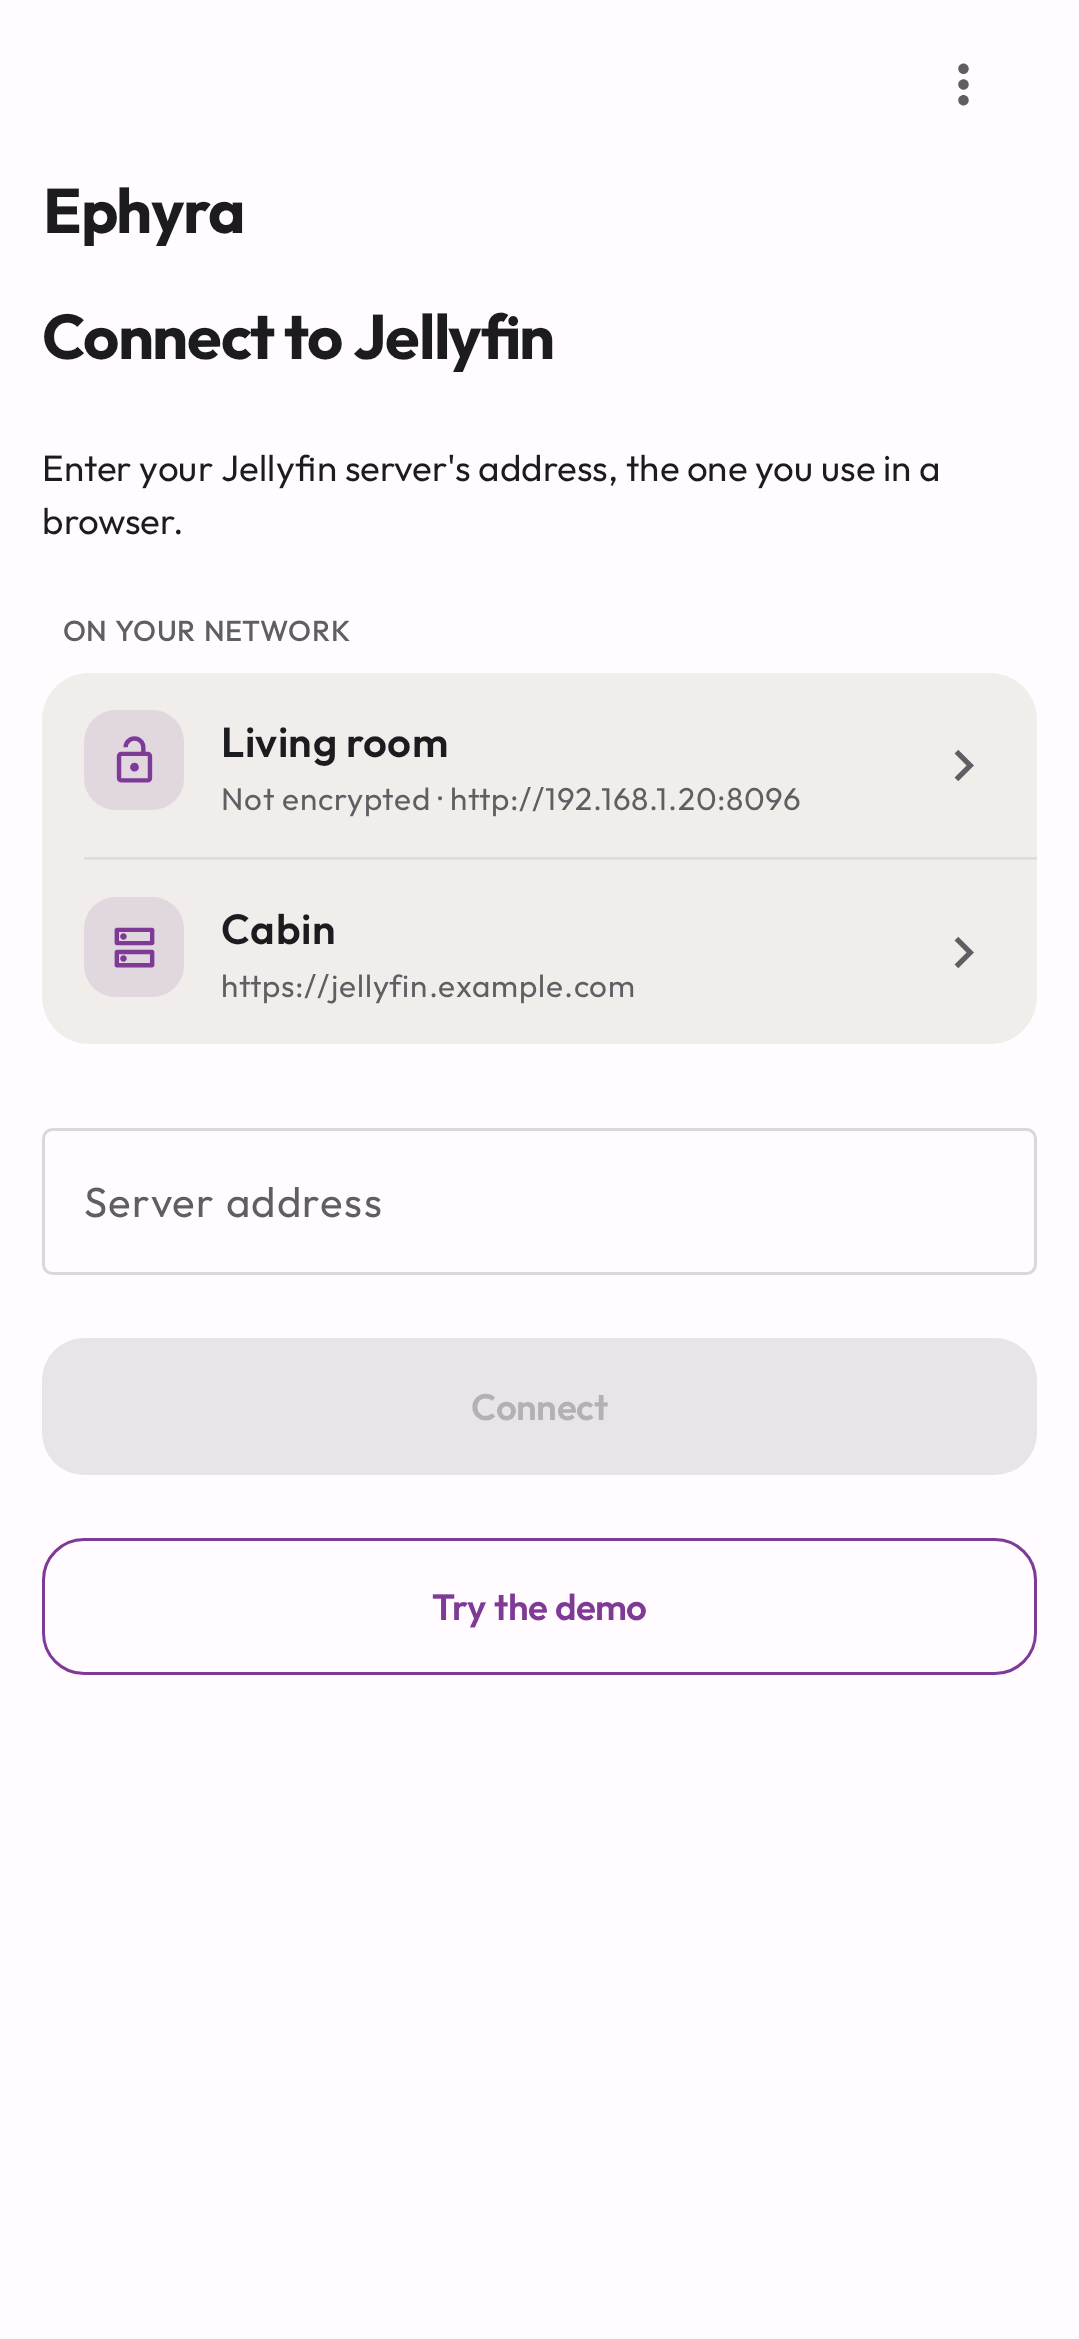 Ephyra
Connect to Jellyfin
Enter your Jellyfin server's address, the one you use in a
browser.
ON YOUR NETWORK
Living room
Not encrypted · http://192.168.1.20:8096
Cabin
https://jellyfin.example.com
Server address
Connect
Try the demo